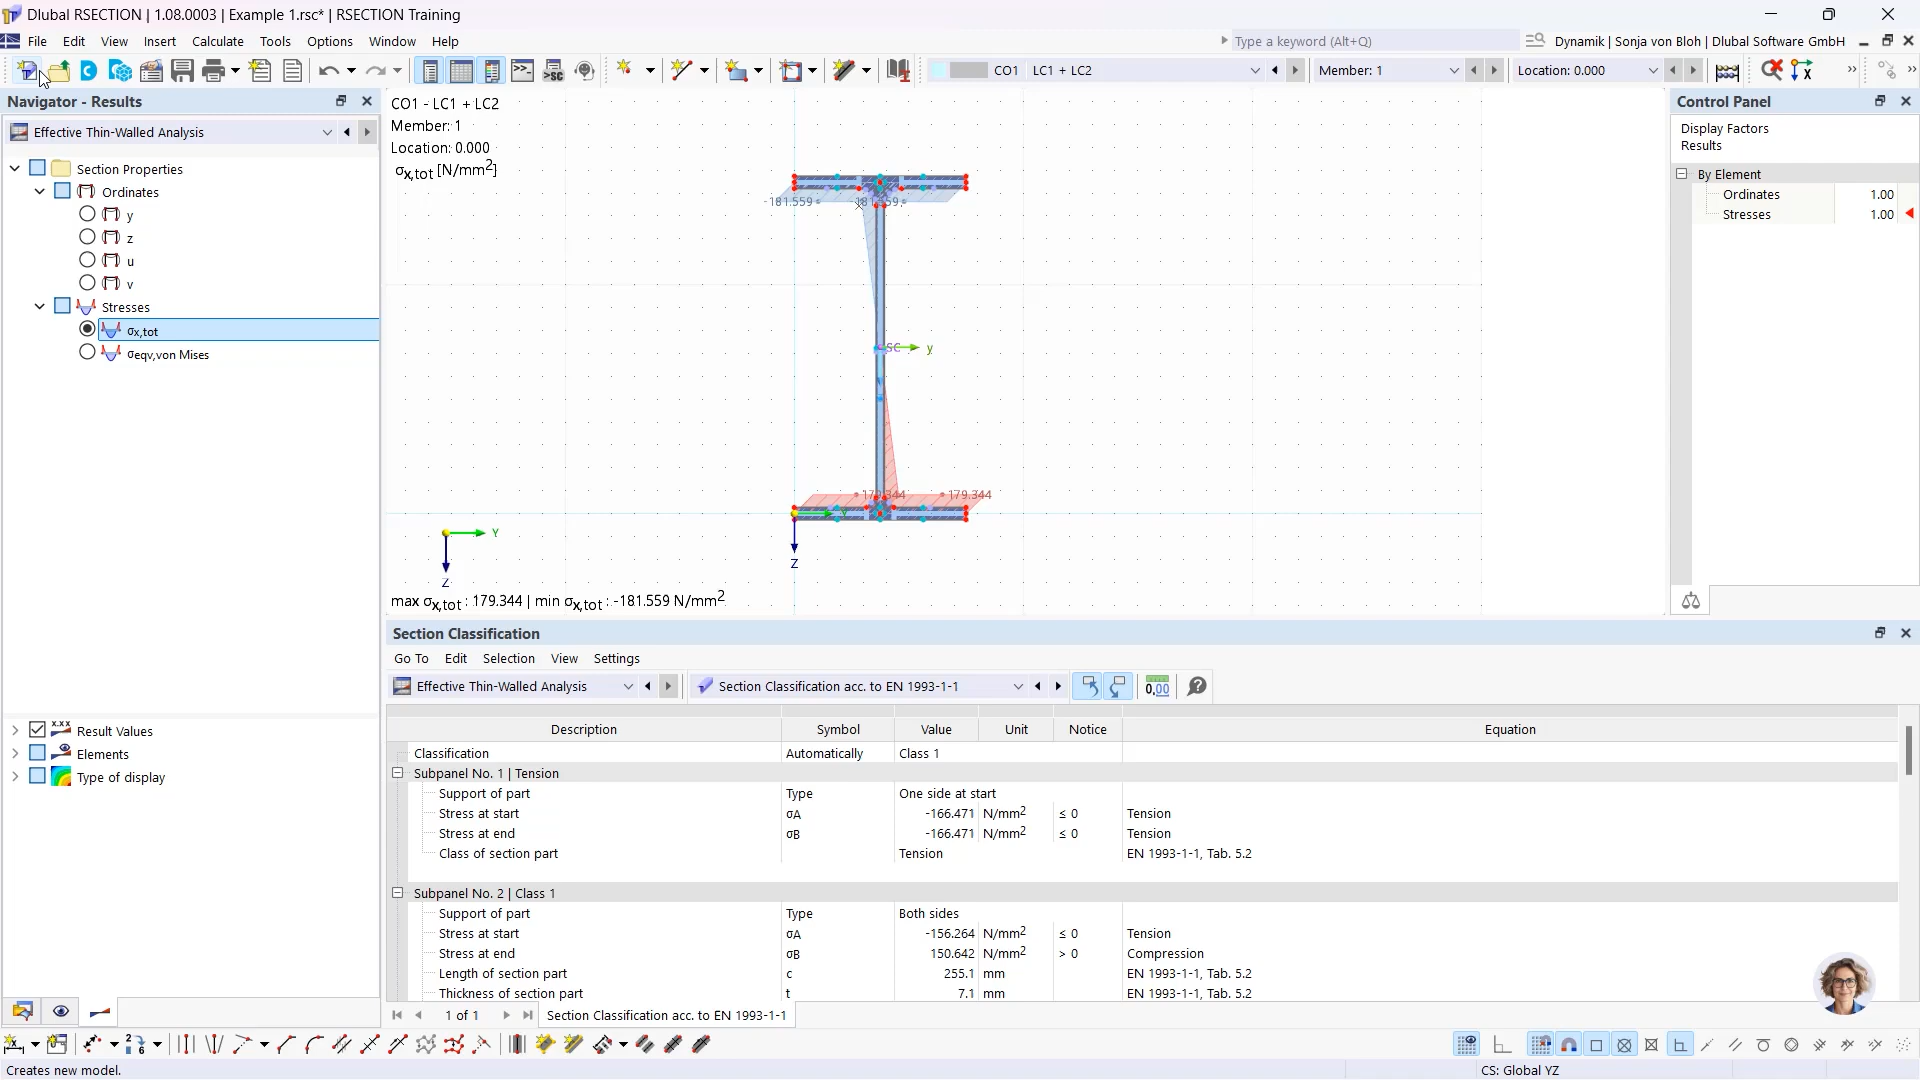 Dlubal RSECTION | 1.08.0003 | Example 1.rsc* | RSECTION Training
File Edit View Insert Calculate Tools Options Window Help
Type a keyword (Alt+Q)
Dynamik | Sonja von Bloh | Dlubal Software GmbH
CO1 LC1 + LC2
Member: 1
Location: 0.000
Navigator - Results
Effective Thin-Walled Analysis
Section Properties
Ordinates
y
z
u
v
Stresses
σx,tot
σeqv,von Mises
Result Values
Elements
Type of display
CO1 - LC1 + LC2
Member: 1
Location: 0.000
σx,tot [N/mm2]
-181.559 -181.559
SC y
179.344 179.344
y
Z
Y
Z
max σx,tot : 179.344 | min σx,tot : -181.559 N/mm2
Control Panel
Display Factors
Results
By Element
Ordinates 1.00
Stresses 1.00
Section Classification
Go To Edit Selection View Settings
Effective Thin-Walled Analysis
Section Classification acc. to EN 1993-1-1
Description Symbol Value Unit Notice Equation
Classification Automatically Class 1
Subpanel No. 1 | Tension
Support of part Type One side at start
Stress at start σA -166.471 N/mm2 ≤ 0 Tension
Stress at end σB -166.471 N/mm2 ≤ 0 Tension
Class of section part Tension EN 1993-1-1, Tab. 5.2
Subpanel No. 2 | Class 1
Support of part Type Both sides
Stress at start σA -156.264 N/mm2 ≤ 0 Tension
Stress at end σB 150.642 N/mm2 > 0 Compression
Length of section part c 255.1 mm EN 1993-1-1, Tab. 5.2
Thickness of section part t 7.1 mm EN 1993-1-1, Tab. 5.2
1 of 1
Section Classification acc. to EN 1993-1-1
Creates new model.
CS: Global YZ